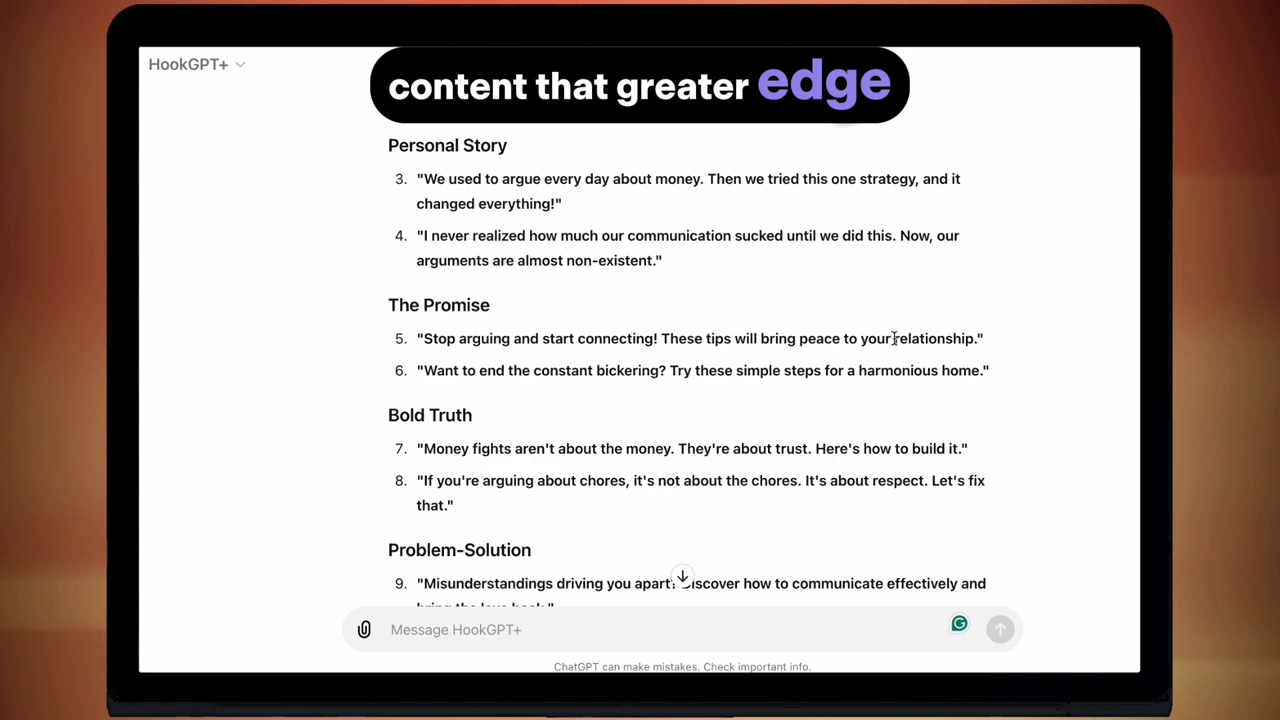 HookGPT+
content that greater edge
Personal Story
3. "We used to argue every day about money. Then we tried this one strategy, and it
changed everything!"
4. "I never realized how much our communication sucked until we did this. Now, our
arguments are almost non-existent."
The Promise
5. "Stop arguing and start connecting! These tips will bring peace to your relationship."
6. "Want to end the constant bickering? Try these simple steps for a harmonious home."
Bold Truth
7. "Money fights aren't about the money. They're about trust. Here's how to build it."
8. "If you're arguing about chores, it's not about the chores. It's about respect. Let's fix
that."
Problem-Solution
9. "Misunderstandings driving you apart? how to communicate effectively and
Message HookGPT+
ChatGPT can make mistakes. Check important info.